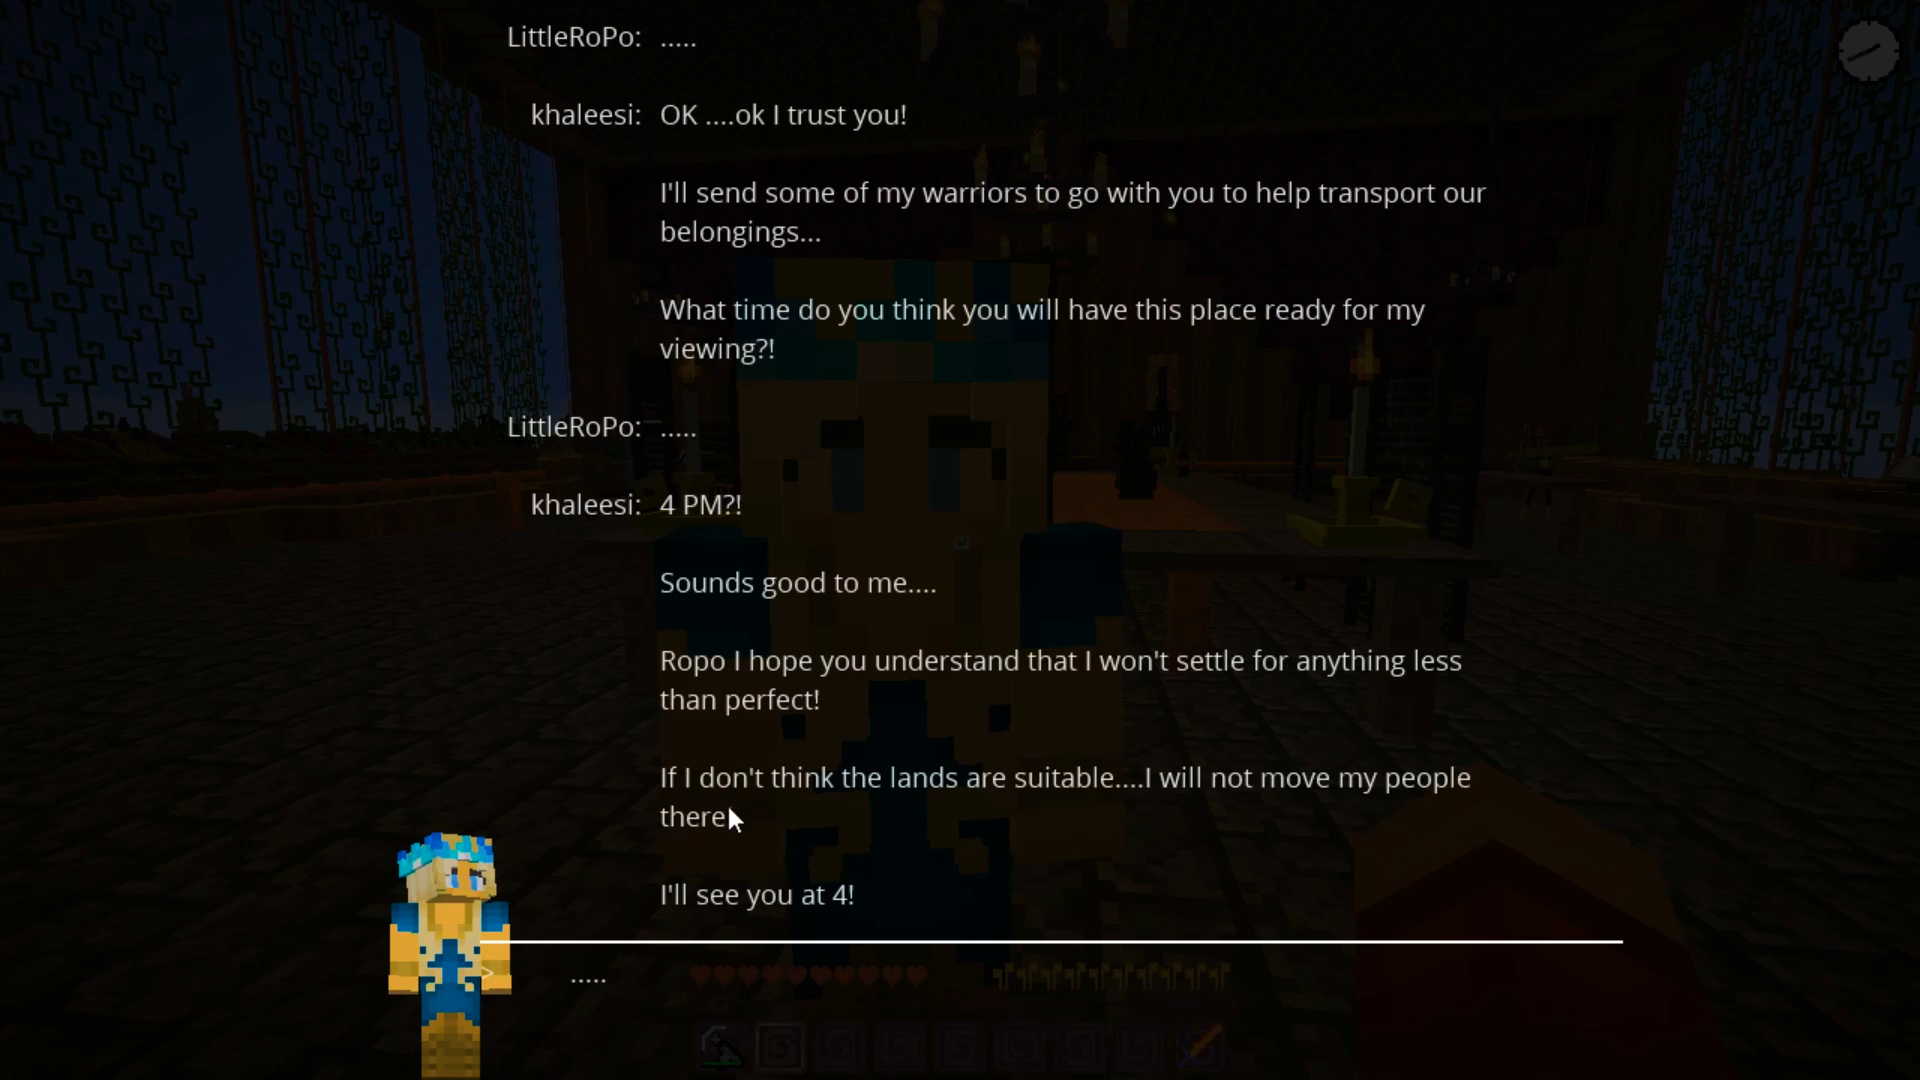 LittleRoPo: .....
khaleesi: OK ....ok I trust you!
I'll send some of my warriors to go with you to help transport our
belongings...
What time do you think you will have this place ready for my
viewing?!
LittleRoPo: .....
khaleesi: 4 PM?!
Sounds good to me....
Ropo I hope you understand that I won't settle for anything less
than perfect!
If I don't think the lands are suitable....I will not move my people
there
I'll see you at 4!
> .....